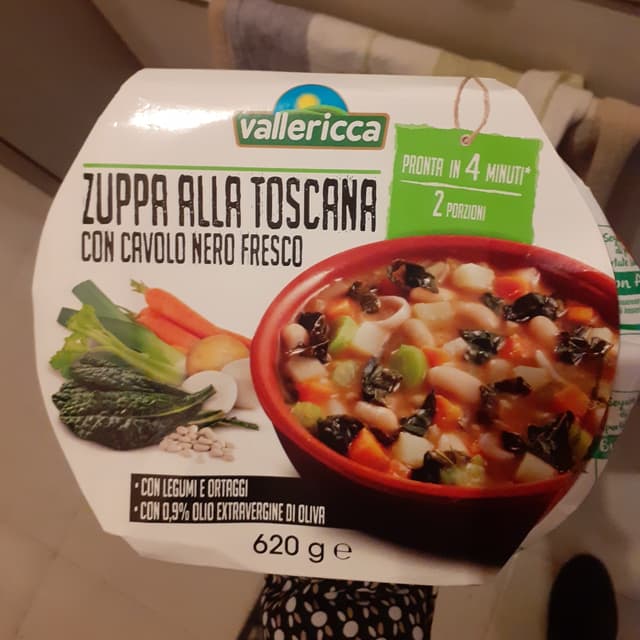 vallericca
PRONTA IN 4 MINUTI*
2 PORZIONI
ZUPPA ALLA TOSCANA
CON CAVOLO NERO FRESCO
• CON LEGUMI E ORTAGGI
• CON 0,9% OLIO EXTRAVERGINE DI OLIVA
620 g e